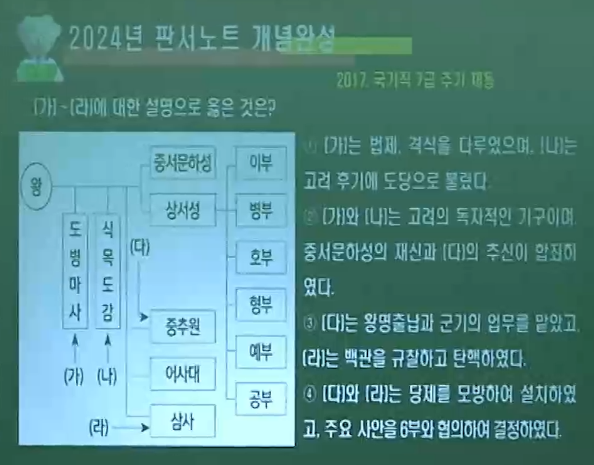 2024년 판서노트 개념완성
2017. 국가직 7급 추가 채용
(가) ~ (라)에 대한 설명으로 옳은 것은?
왕
도병마사
식목도감
(가)
(나)
(다)
(라)
중서문하성
상서성
중추원
어사대
삼사
이부
병부
호부
형부
예부
공부
① (가)는 법제, 격식을 다루었으며, (나)는
고려 후기에 도당으로 불렸다.
② (가)와 (나)는 고려의 독자적인 기구이며,
중서문하성의 재신과 (다)의 추신이 합좌하
였다.
③ (다)는 왕명출납과 군기의 업무를 맡았고,
(라)는 백관을 규찰하고 탄핵하였다.
④ (다)와 (라)는 당제를 모방하여 설치하였
고, 주요 사안을 6부와 협의하여 결정하였다.